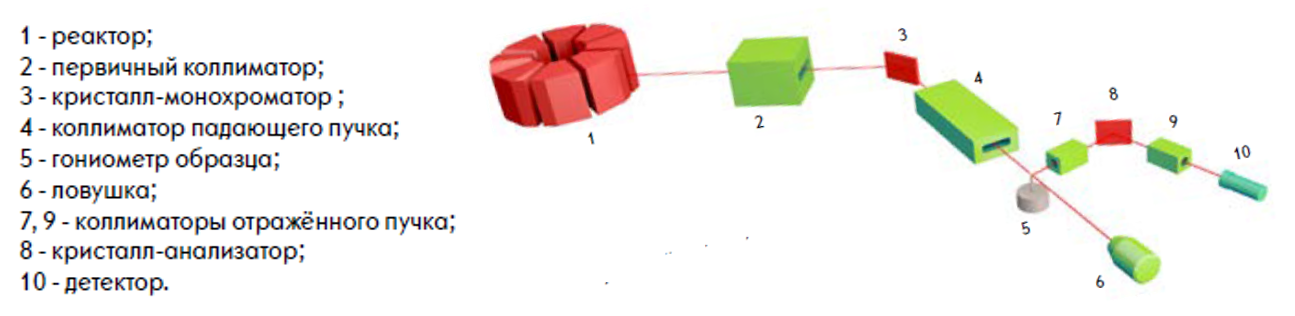 1 - реактор;
2 - первичный коллиматор;
3 - кристалл-монохроматор ;
4 - коллиматор падающего пучка;
5 - гониометр образца;
6 - ловушка;
7, 9 - коллиматоры отражённого пучка;
8 - кристалл-анализатор;
10 - детектор.
1
2
3
4
5
6
7
8
9
10